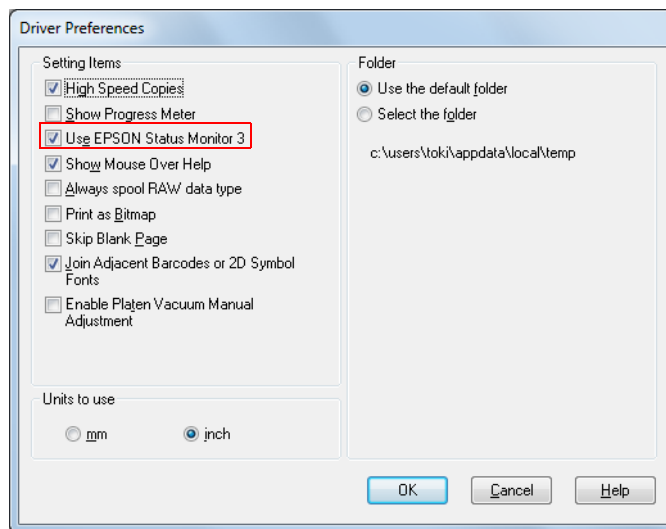 Driver Preferences
Setting Items
High Speed Copies
Show Progress Meter
Use EPSON Status Monitor 3
Show Mouse Over Help
Always spool RAW data type
Print as Bitmap
Skip Blank Page
Join Adjacent Barcodes or 2D Symbol
Fonts
Enable Platen Vacuum Manual
Adjustment
Units to use
mm
inch
Folder
Use the default folder
Select the folder
c:\users\toki\appdata\local\temp
OK
Cancel
Help